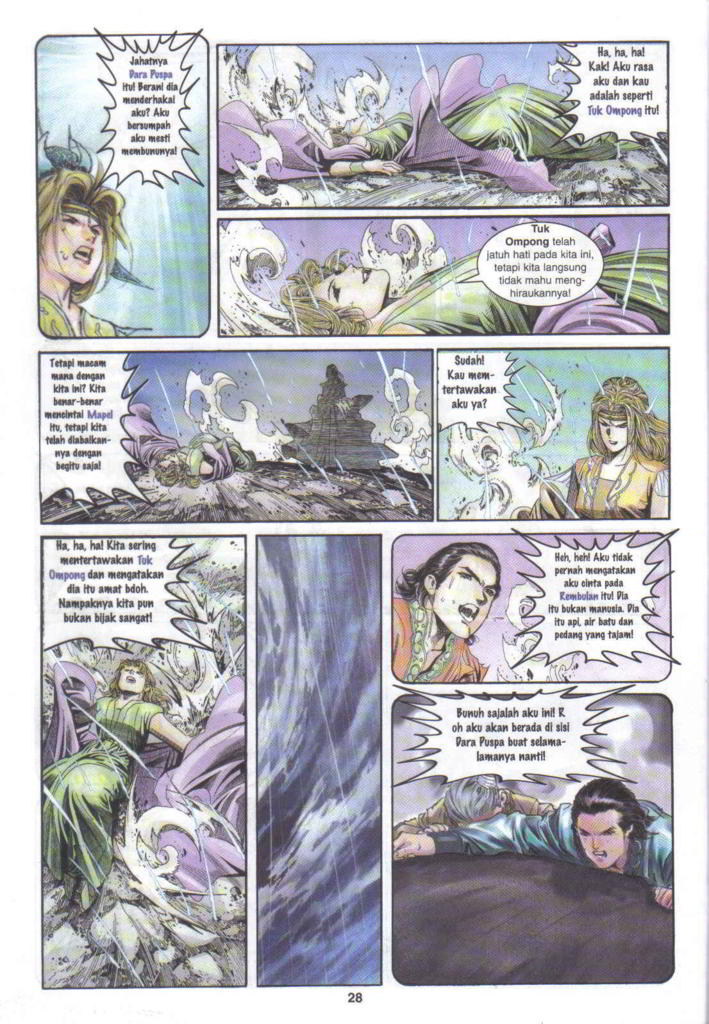 Jahatnya
Dara Puspa
itu! Berani dia
menderhakai
aku? Aku
bersumpah
aku mesti
membununya!
Ha, ha, ha!
Kak! Aku rasa
aku dan kau
adalah seperti
Tuk Ompong itu!
Tuk
Ompong telah
jatuh hati pada kita ini,
tetapi kita langsung
tidak mahu meng-
hiraukannya!
Tetapi macam
mana dengan
kita ini? Kita
benar-benar
mencintai Mapel
itu, tetapi kita
telah diabaikan-
nya dengan
begitu saja!
Sudah!
Kau mem-
tertawakan
aku ya?
Ha, ha, ha! Kita sering
mentertawakan Tuk
Ompong dan mengatakan
dia itu amat bdoh.
Nampaknya kita pun
bukan bijak sangat!
Heh, heh! Aku tidak
pernah mengatakan
aku cinta pada
Rembulan itu! Dia
itu bukan manusia. Dia
itu api, air batu dan
pedang yang tajam!
Bunuh sajalah aku ini! R
oh aku akan berada di sisi
Dara Puspa buat selama-
lamanya nanti!
28